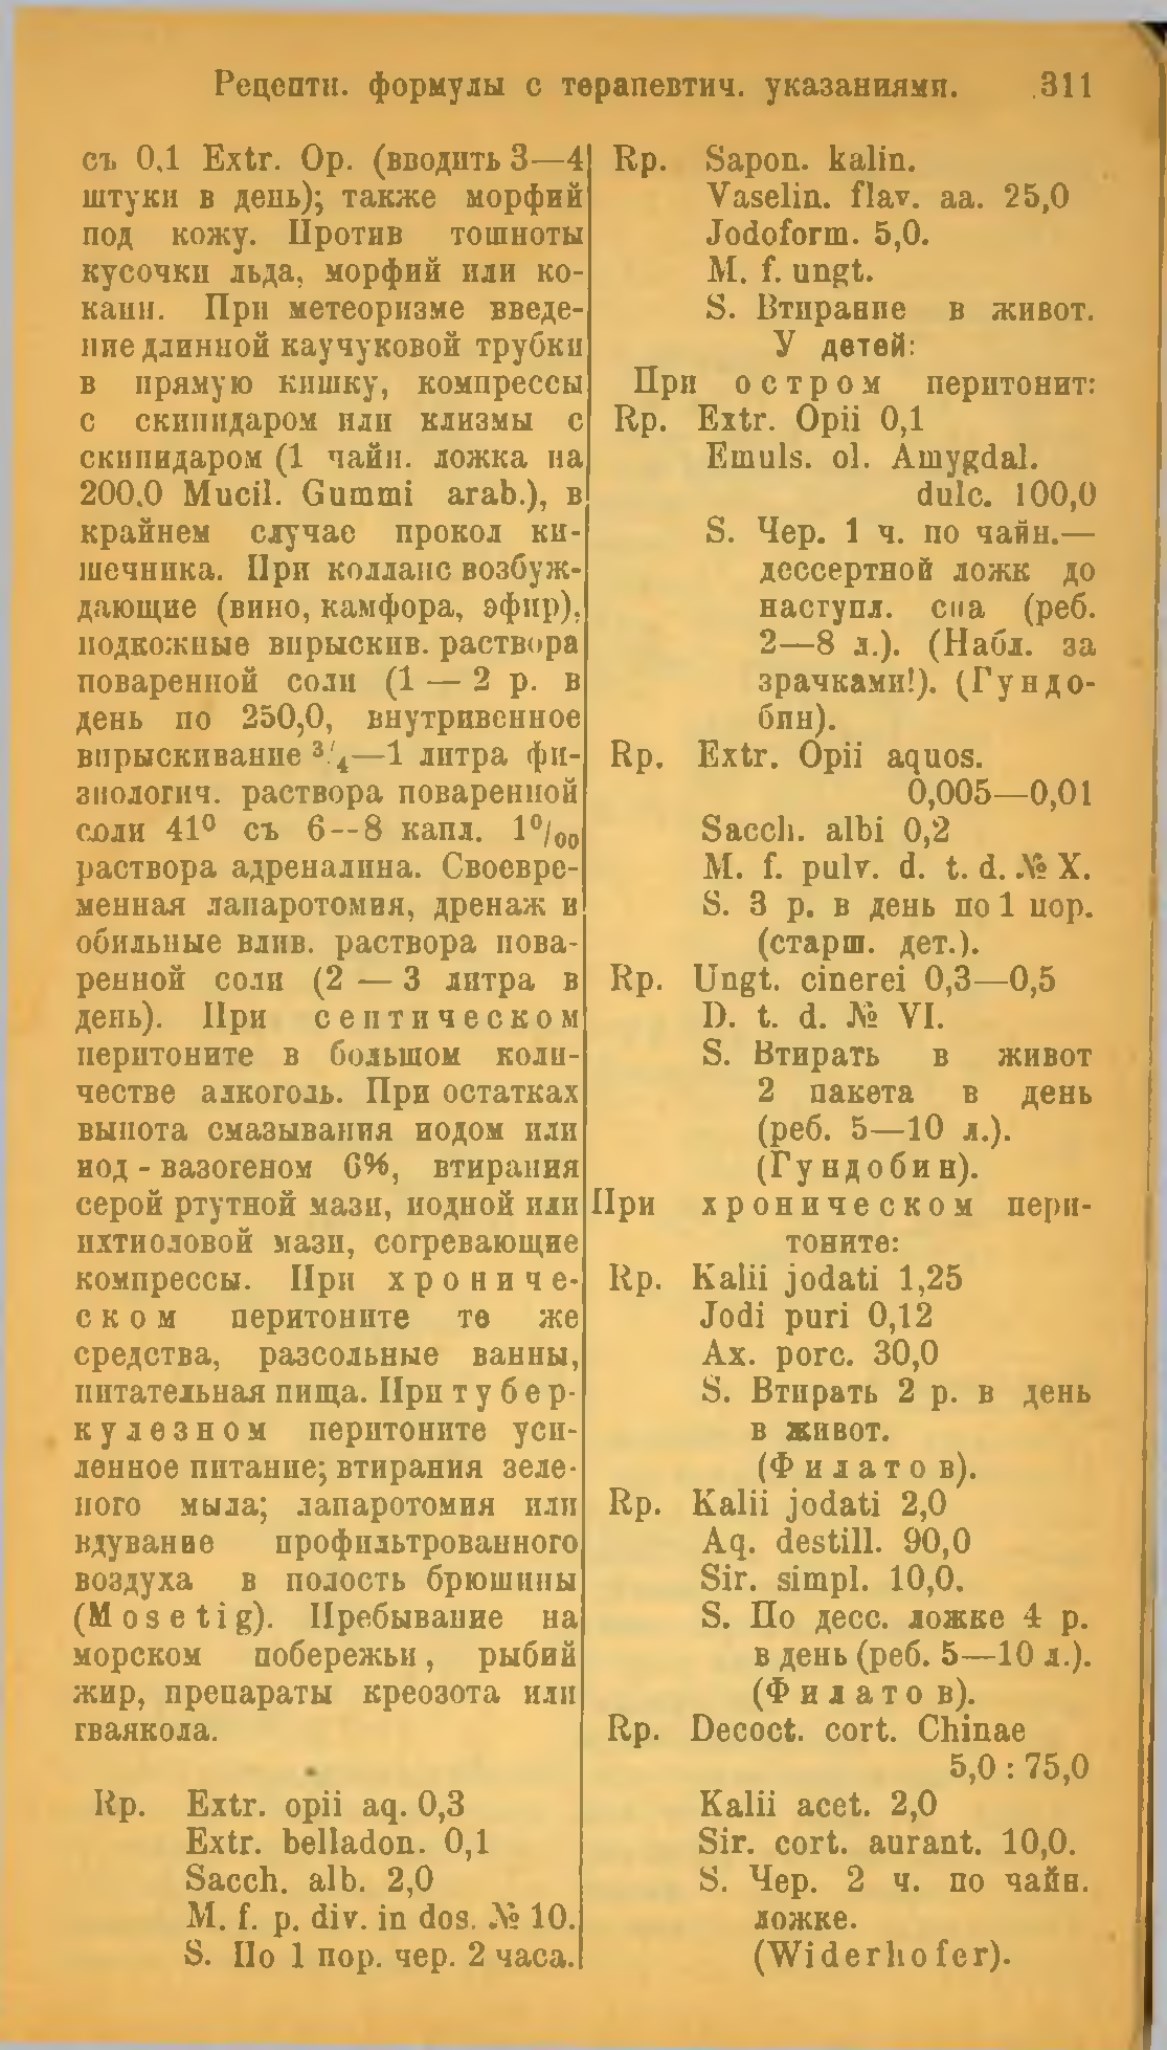 Рецептн. формулы с терапевтич. указаниями. 311
съ 0,1 Extr. Op. (вводить 3—4
штуки в день); также морфий
под кожу. Против тошноты
кусочки льда, морфий или ко-
каин. При метеоризме введе-
ние длинной каучуковой трубки
в прямую кишку, компрессы
с скипидаром или клизмы с
скипидаром (1 чайн. ложка на
200,0 Mucil. Gummi arab.), в
крайнем случае прокол ки-
шечника. При коллапс возбуж-
дающие (вино, камфора, эфир),
подкожные впрыскив. раствора
поваренной соли (1 — 2 р. в
день по 250,0, внутривенное
впрыскивание 3/4—1 литра фи-
зиологич. раствора поваренной
соли 41⁰ съ 6--8 капл. 1⁰/₀₀
раствора адреналина. Своевре-
менная лапаротомия, дренаж и
обильные влив. раствора пова-
ренной соли (2 — 3 литра в
день). При септическом
перитоните в большом коли-
честве алкоголь. При остатках
выпота смазывания иодом или
иод - вазогеном 6%, втирания
серой ртутной мази, иодной или
ихтиоловой мази, согревающие
компрессы. При хрониче-
ском перитоните те же
средства, разсольные ванны,
питательная пища. При тубер-
кулезном перитоните уси-
ленное питание; втирания зеле-
ного мыла; лапаротомия или
вдувание профильтрованного
воздуха в полость брюшины
(Mosetig). Пребывание на
морском побережьи, рыбий
жир, препараты креозота или
гваякола.
Rp. Extr. opii aq. 0,3
Extr. belladon. 0,1
Sacch. alb. 2,0
M. f. p. div. in dos. № 10.
S. По 1 пор. чер. 2 часа.
Rp. Sapon. kalin.
Vaselin. flav. aa. 25,0
Jodoform. 5,0.
M. f. ungt.
S. Втирание в живот.
У детей:
При остром перитонит:
Rp. Extr. Opii 0,1
Emuls. ol. Amygdal.
dulc. 100,0
S. Чер. 1 ч. по чайн.—
дессертной ложк до
наступл. сна (реб.
2—8 л.). (Набл. за
зрачками!). (Гундо-
бин).
Rp. Extr. Opii aquos.
0,005—0,01
Sacch. albi 0,2
M. f. pulv. d. t. d. № X.
S. 3 р. в день по 1 пор.
(старш. дет.).
Rp. Ungt. cinerei 0,3—0,5
D. t. d. № VI.
S. Втирать в живот
2 пакета в день
(реб. 5—10 л.).
(Гундобин).
При хроническом пери-
тоните:
Rp. Kalii jodati 1,25
Jodi puri 0,12
Ax. porc. 30,0
S. Втирать 2 р. в день
в живот.
(Филатов).
Rp. Kalii jodati 2,0
Aq. destill. 90,0
Sir. simpl. 10,0.
S. По десс. ложке 4 р.
в день (реб. 5—10 л.).
(Филатов).
Rp. Decoct. cort. Chinae
5,0 : 75,0
Kalii acet. 2,0
Sir. cort. aurant. 10,0.
S. Чер. 2 ч. по чайн.
ложке.
(Widerhofer).